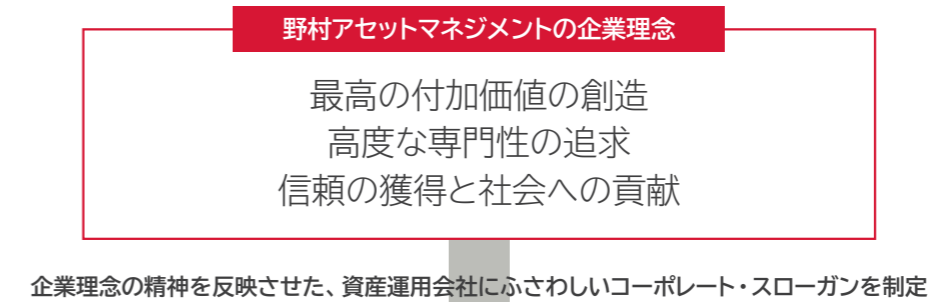 野村アセットマネジメントの企業理念
最高の付加価値の創造
高度な専門性の追求
信頼の獲得と社会への貢献
企業理念の精神を反映させた、資産運用会社にふさわしいコーポレート・スローガンを制定